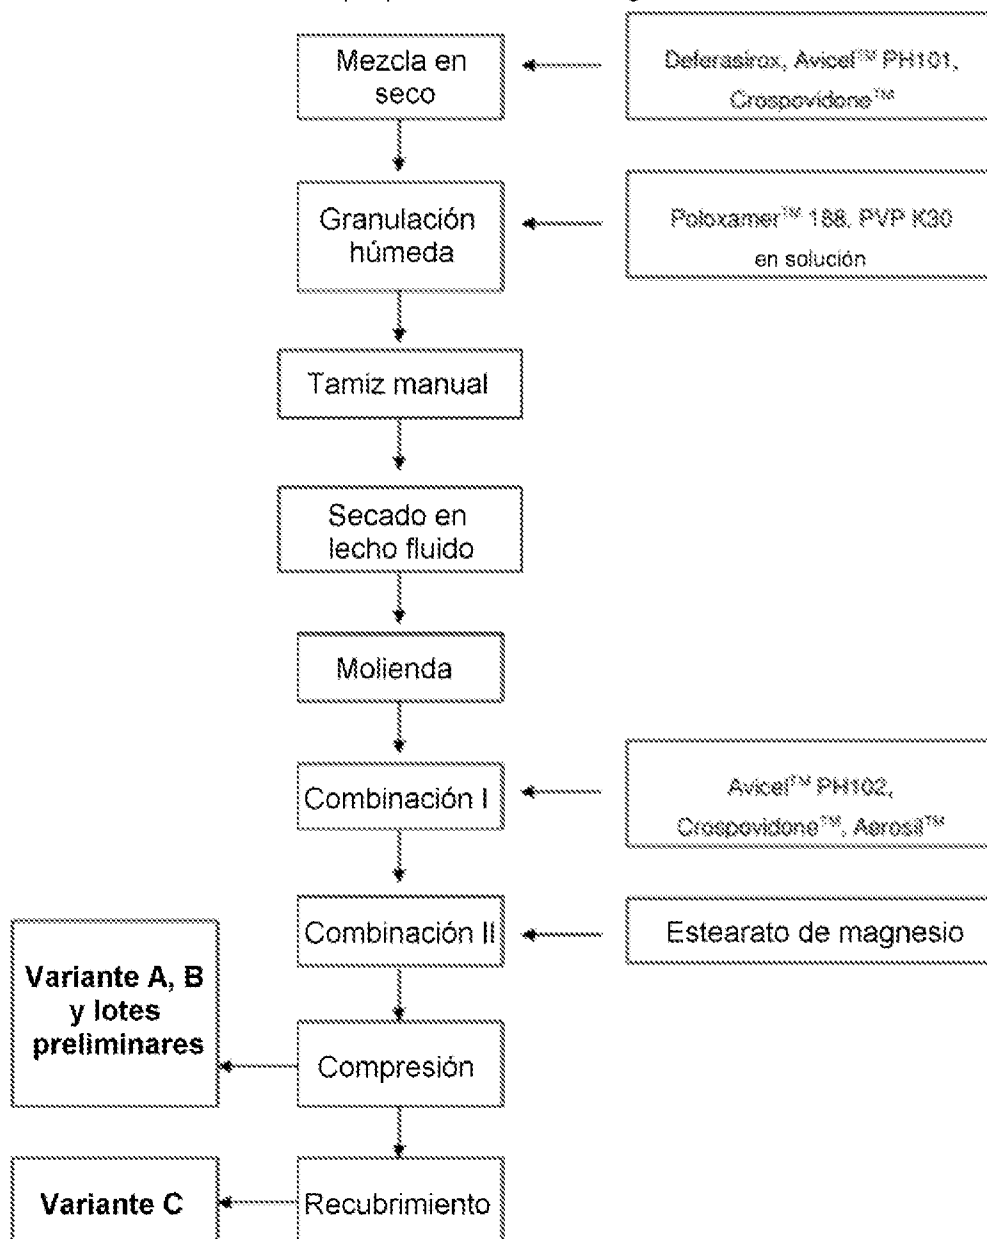 Mezcla en
seco
Deferasirox, Avicel™ PH101,
Crospovidone™
Granulación
húmeda
Poloxamer™ 188, PVP K30
en solución
Tamiz manual
Secado en
lecho fluido
Molienda
Combinación I
Avicel™ PH102,
Crospovidone™, Aerosil™
Combinación II
Estearato de magnesio
Variante A, B
y lotes
preliminares
Compresión
Variante C
Recubrimiento